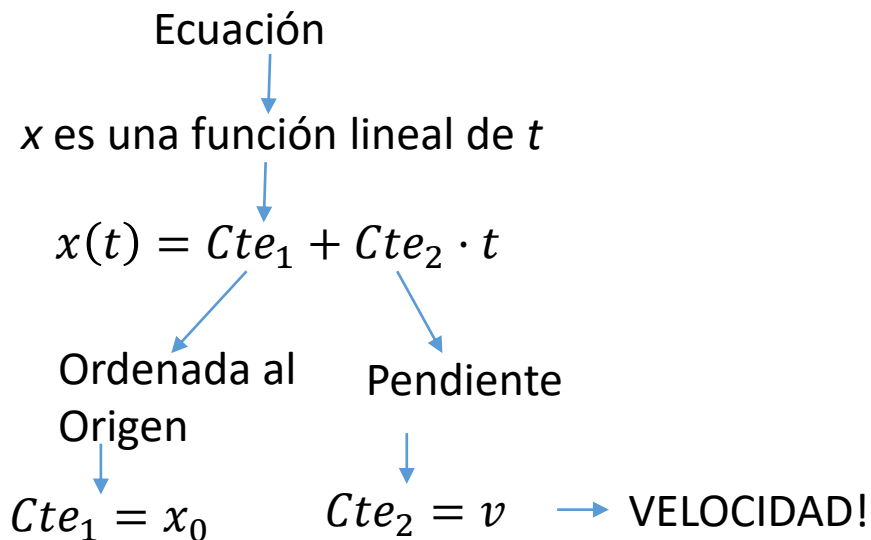 Ecuación
x es una función lineal de t
x(t) = Cte₁ + Cte₂ · t
Ordenada al
Origen
Pendiente
Cte₁ = x₀
Cte₂ = v
VELOCIDAD!